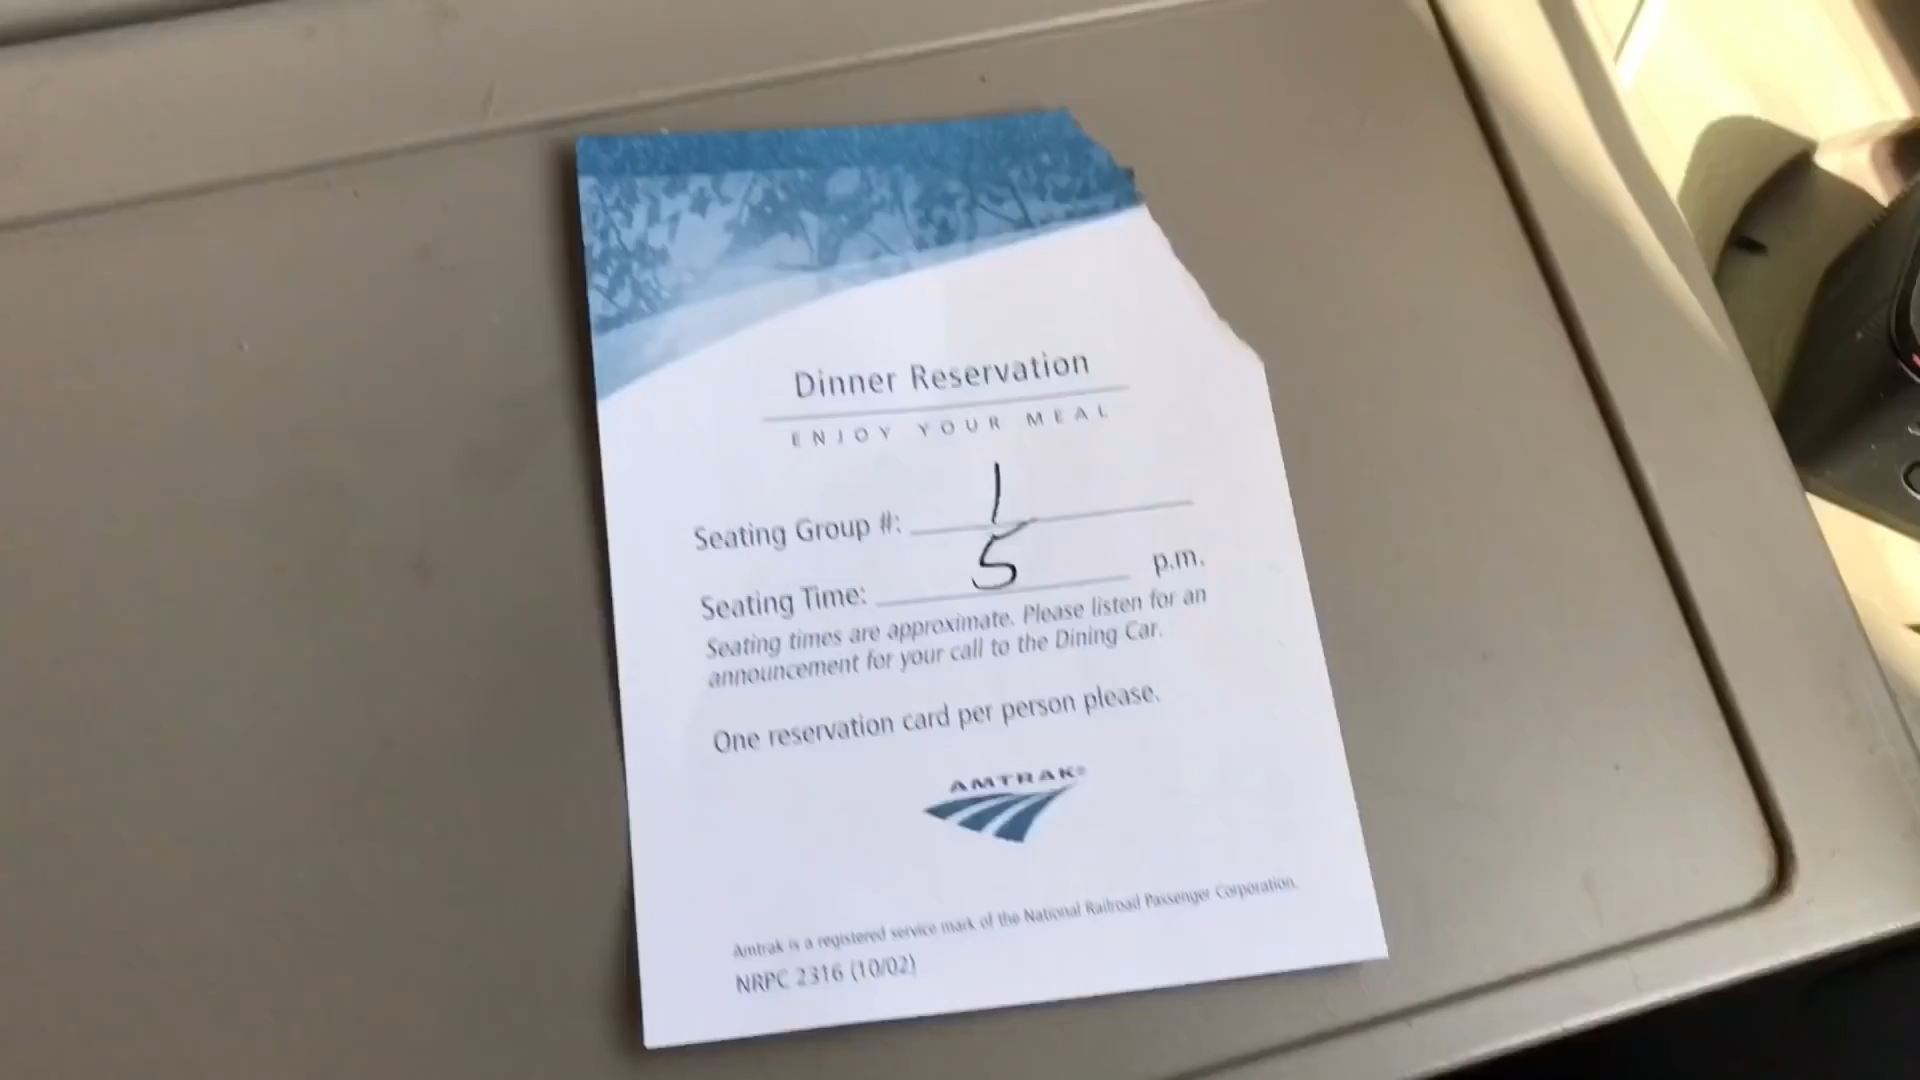 Dinner Reservation
ENJOY YOUR MEAL
Seating Group #: 1
Seating Time: 5 p.m.
Seating times are approximate. Please listen for an
announcement for your call to the Dining Car.
One reservation card per person please.
AMTRAK®
Amtrak is a registered service mark of the National Railroad Passenger Corporation.
NRPC 2316 (10/02)